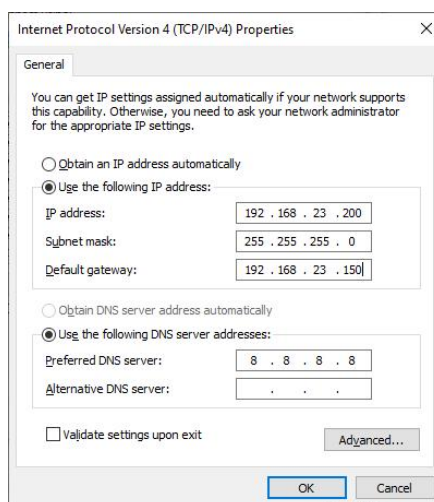 Internet Protocol Version 4 (TCP/IPv4) Properties
General
You can get IP settings assigned automatically if your network supports
this capability. Otherwise, you need to ask your network administrator
for the appropriate IP settings.
Obtain an IP address automatically
Use the following IP address:
IP address: 192 . 168 . 23 . 200
Subnet mask: 255 . 255 . 255 . 0
Default gateway: 192 . 168 . 23 . 150
Obtain DNS server address automatically
Use the following DNS server addresses:
Preferred DNS server: 8 . 8 . 8 . 8
Alternative DNS server: . . .
Validate settings upon exit
Advanced...
OK Cancel